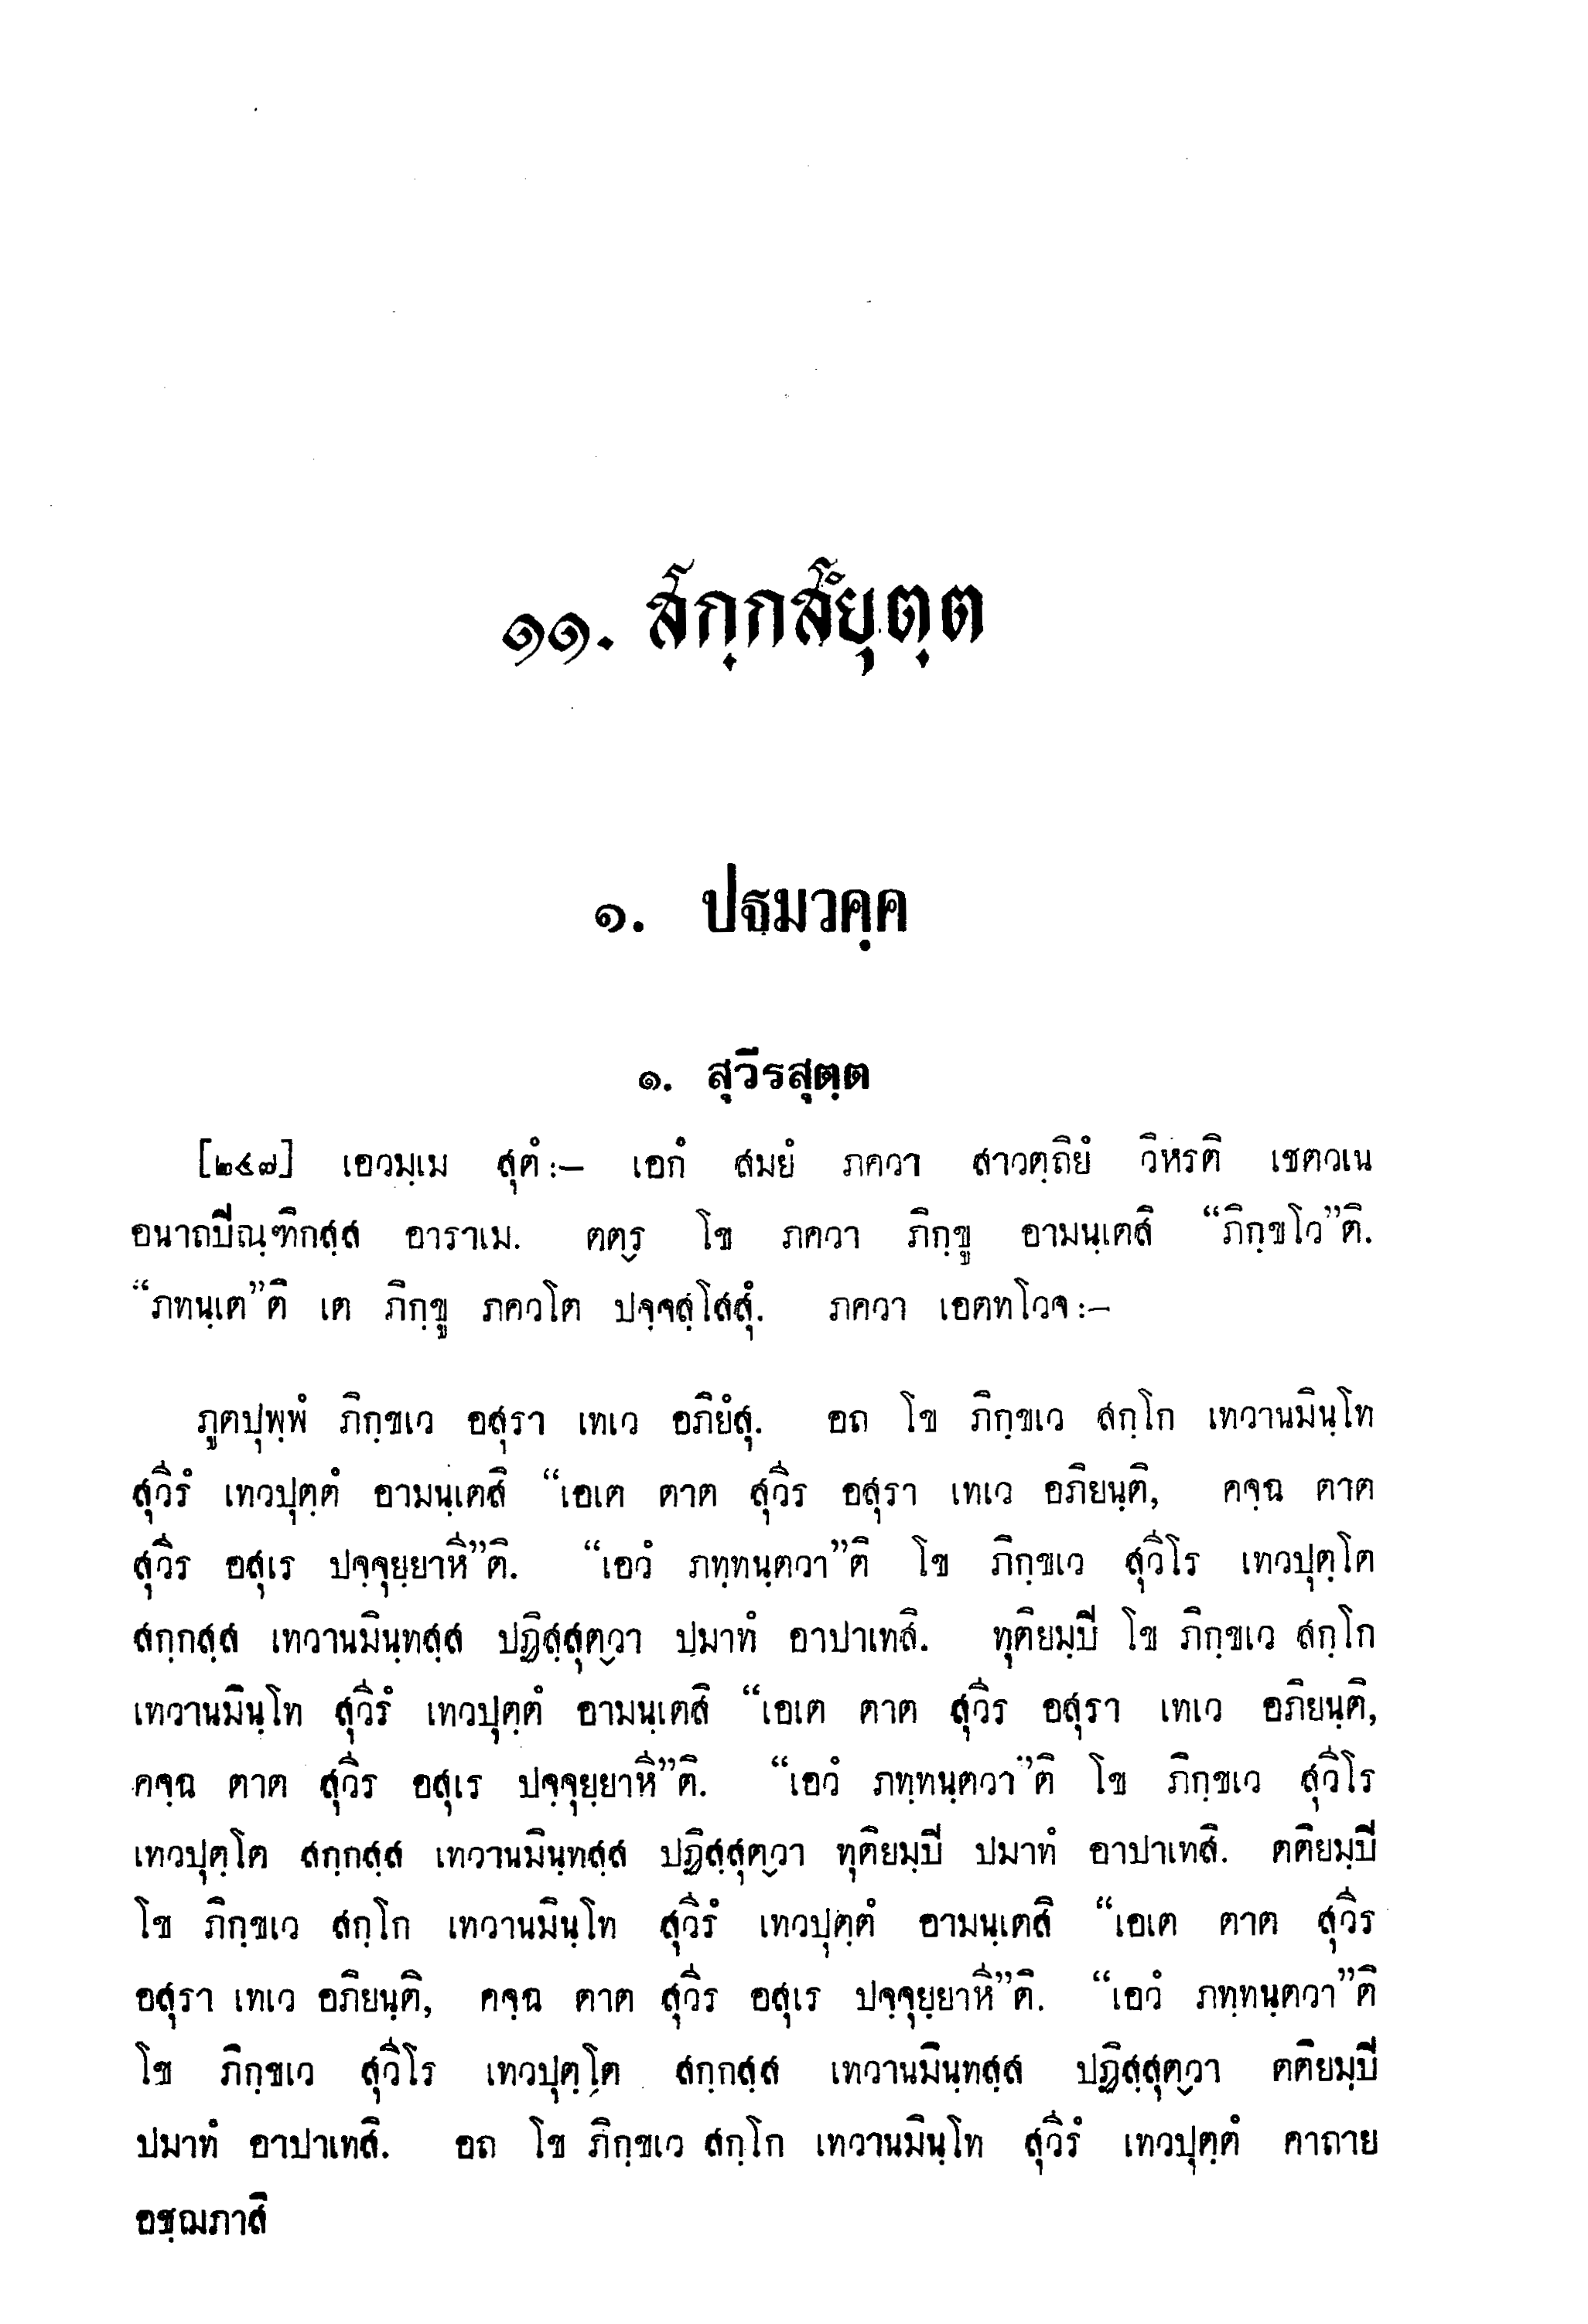 ๑๑. สกฺกสํยุตฺต
๑. ปฐมวคฺค
๑. สุวีรสุตฺต
[๒๔๗] เอวมฺเม สุตํ :– เอกํ สมยํ ภควา สาวตฺถิยํ วิหรติ เชตวเน
อนาถปิณฺฑิกสฺส อาราเม. ตตฺร โข ภควา ภิกฺขู อามนฺเตสิ “ภิกฺขโว”ติ.
“ภทนฺเต”ติ เต ภิกฺขู ภควโต ปจฺจสฺโสสุํ. ภควา เอตทโวจ :–
ภูตปุพฺพํ ภิกฺขเว อสุรา เทเว อภิยํสุ. อถ โข ภิกฺขเว สกฺโก เทวานมินฺโท
สุวีรํ เทวปุตฺตํ อามนฺเตสิ “เอเต ตาต สุวีร อสุรา เทเว อภิยนฺติ, คจฺฉ ตาต
สุวีร อสุเร ปจฺจุยฺยาหี”ติ. “เอวํ ภทฺทนฺตวา”ติ โข ภิกฺขเว สุวีโร เทวปุตฺโต
สกฺกสฺส เทวานมินฺทสฺส ปฏิสฺสุตฺวา ปมาทํ อาปาเทสิ. ทุติยมฺปิ โข ภิกฺขเว สกฺโก
เทวานมินฺโท สุวีรํ เทวปุตฺตํ อามนฺเตสิ “เอเต ตาต สุวีร อสุรา เทเว อภิยนฺติ,
คจฺฉ ตาต สุวีร อสุเร ปจฺจุยฺยาหี”ติ. “เอวํ ภทฺทนฺตวา”ติ โข ภิกฺขเว สุวีโร
เทวปุตฺโต สกฺกสฺส เทวานมินฺทสฺส ปฏิสฺสุตฺวา ทุติยมฺปิ ปมาทํ อาปาเทสิ. ตติยมฺปิ
โข ภิกฺขเว สกฺโก เทวานมินฺโท สุวีรํ เทวปุตฺตํ อามนฺเตสิ “เอเต ตาต สุวีร
อสุรา เทเว อภิยนฺติ, คจฺฉ ตาต สุวีร อสุเร ปจฺจุยฺยาหี”ติ. “เอวํ ภทฺทนฺตวา”ติ
โข ภิกฺขเว สุวีโร เทวปุตฺโต สกฺกสฺส เทวานมินฺทสฺส ปฏิสฺสุตฺวา ตติยมฺปิ
ปมาทํ อาปาเทสิ. อถ โข ภิกฺขเว สกฺโก เทวานมินฺโท สุวีรํ เทวปุตฺตํ คาถาย
อชฺฌภาสิ